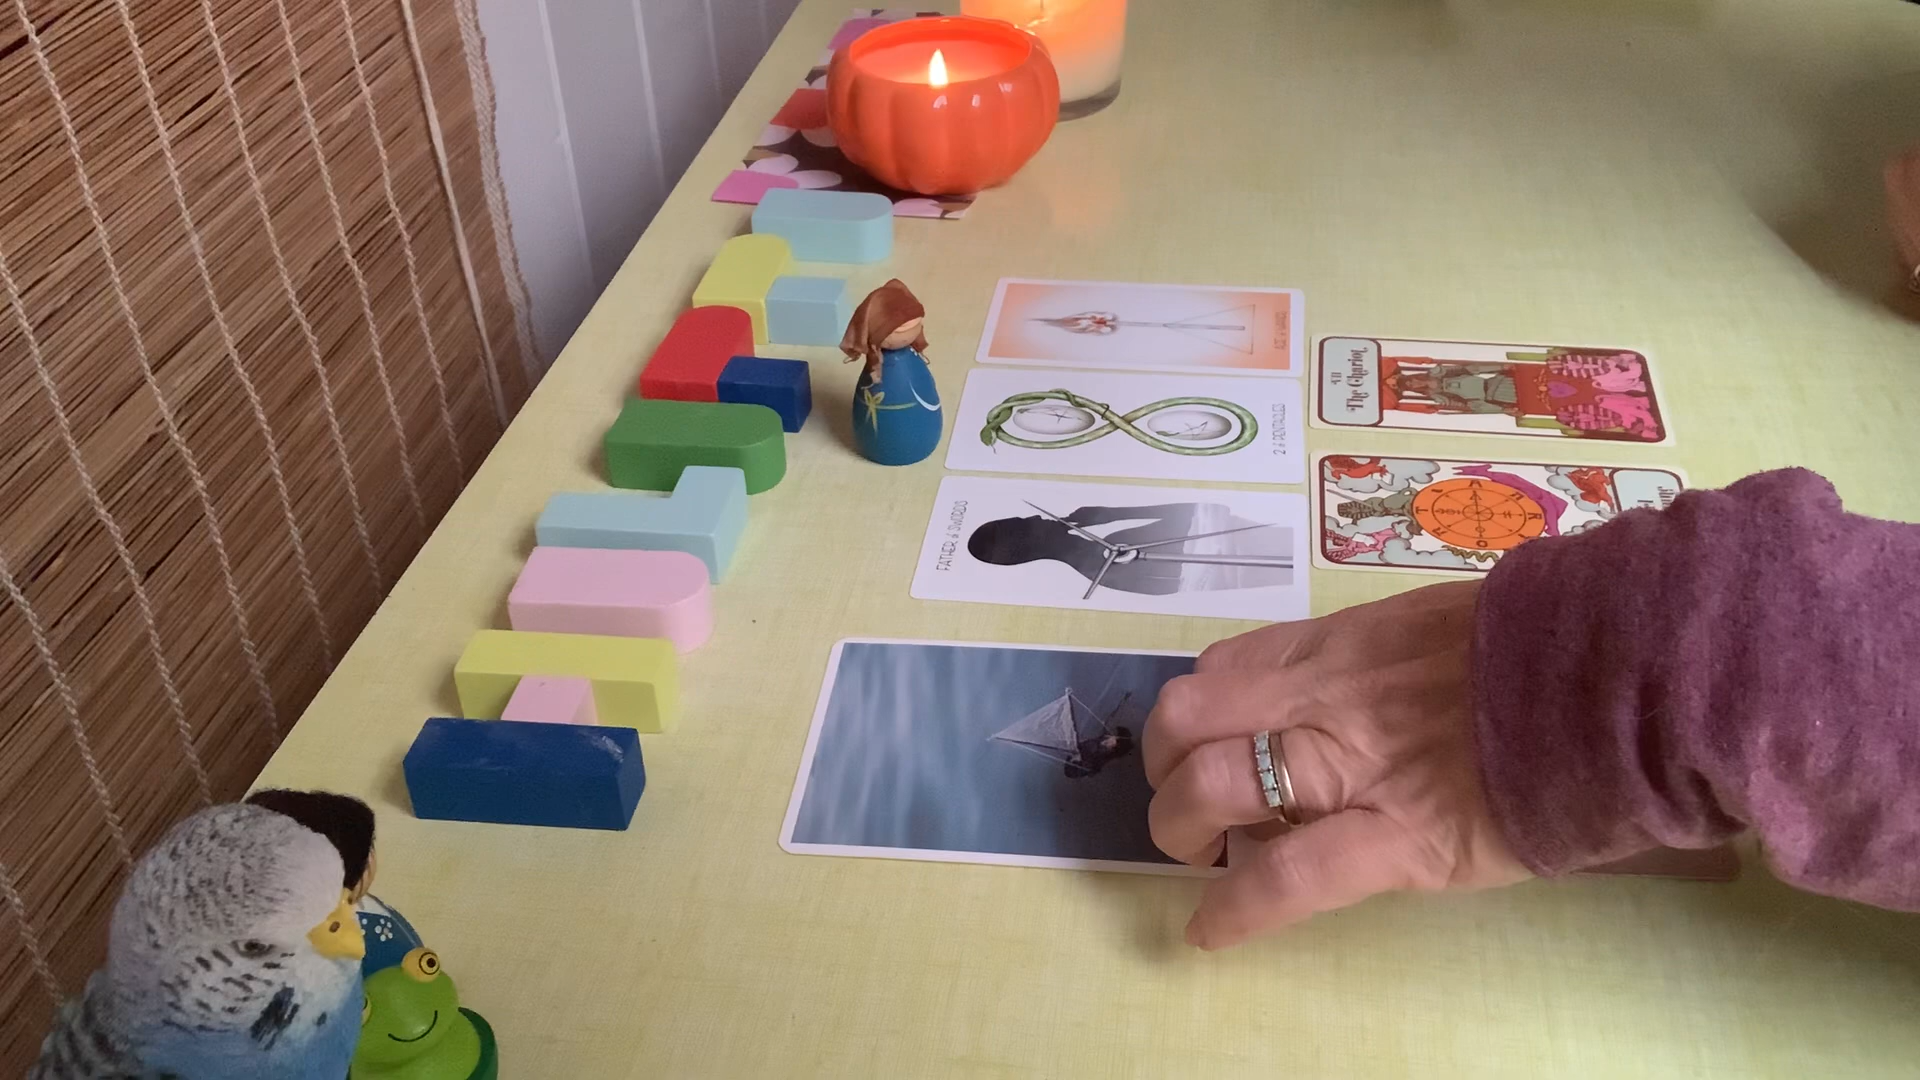 ACE of WANDS
2 of PENTACLES
FATHER of SWORDS
VII
The Chariot